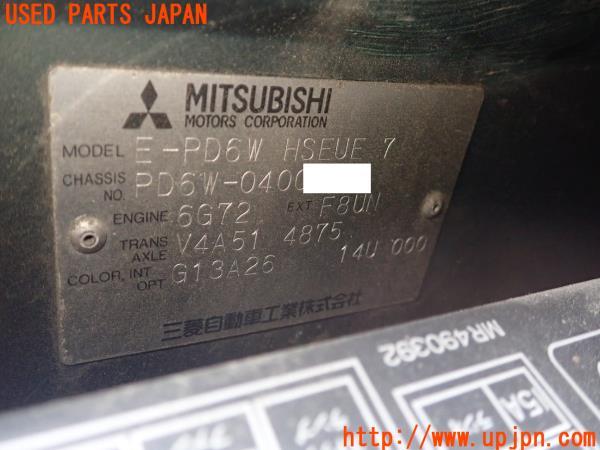 USED PARTS JAPAN
MITSUBISHI
MOTORS CORPORATION
MODEL E-PD6W HSEUE 7
CHASSIS NO. PD6W-0400
ENGINE 6G72 EXT F8UN
TRANS AXLE V4A51 4875
COLOR, INT OPT G13A26 14U 000
三菱自動車工業株式会社
MR490392
15A
UPJ http://www.upjpn.com/